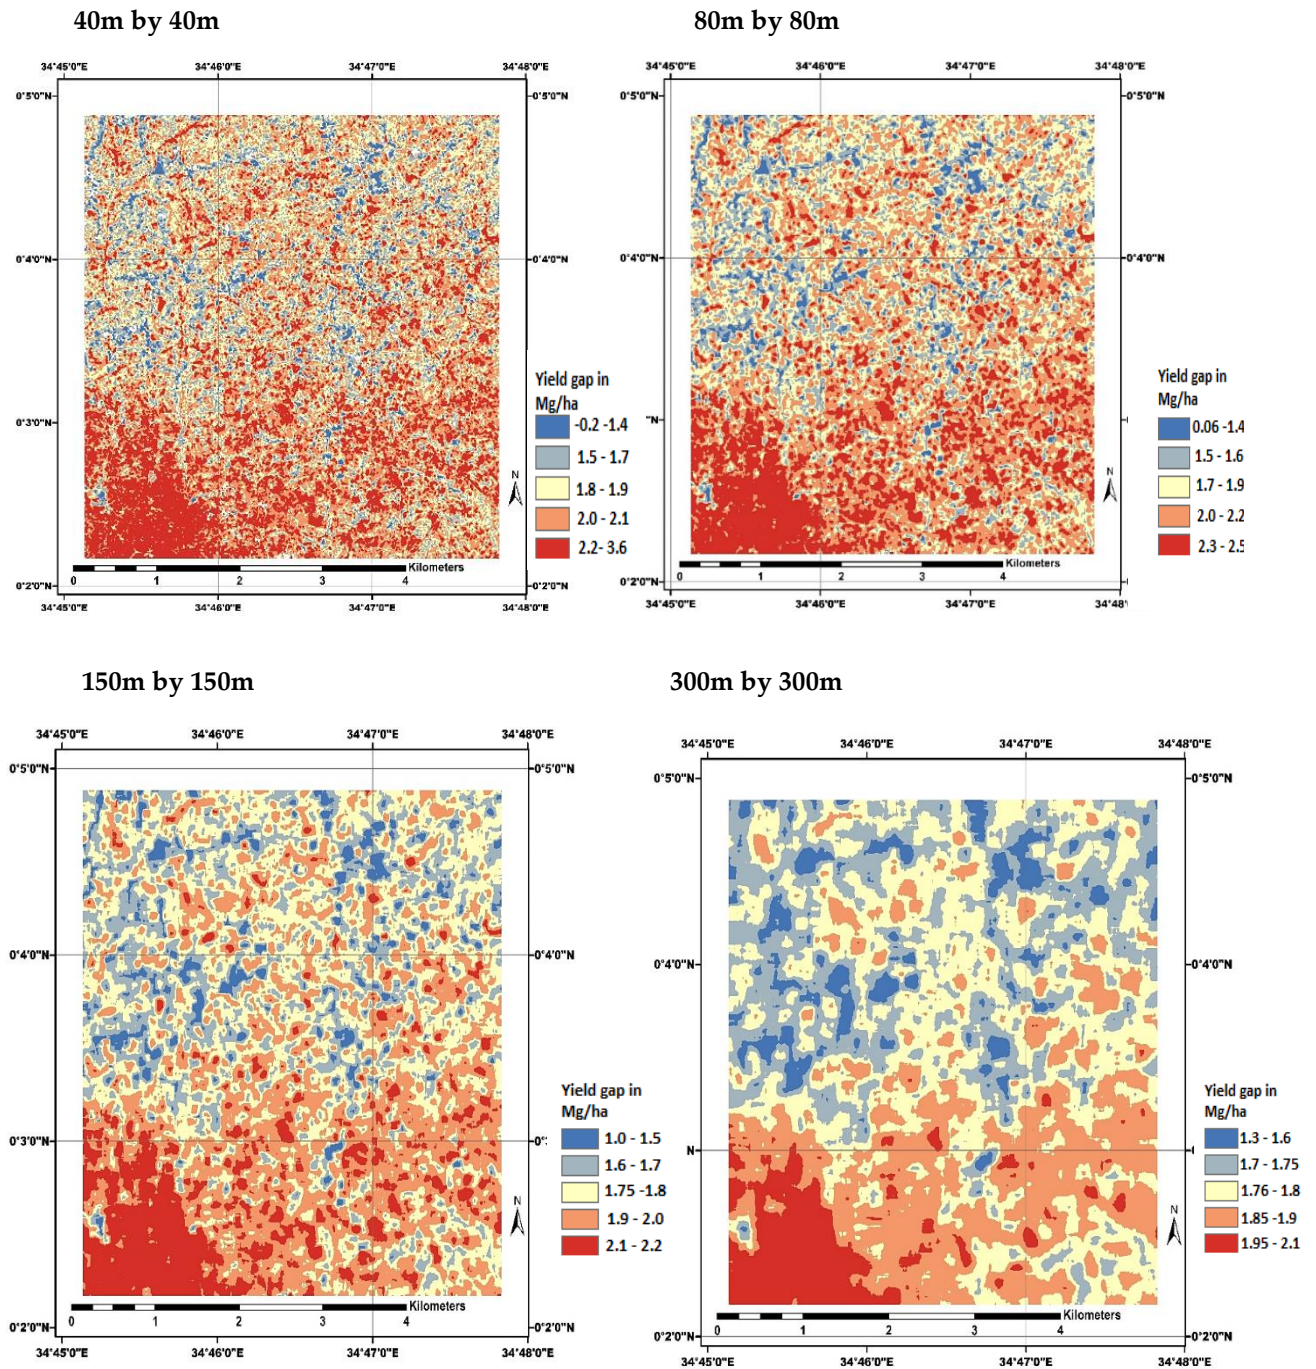 40m by 40m
34°45'0"E 34°46'0"E 34°47'0"E 34°48'0"E
0°5'0"N 0°5'0"N
0°4'0"N 0°4'0"N
0°3'0"N
0°2'0"N 0°2'0"N
Yield gap in
Mg/ha
-0.2 -1.4
1.5 - 1.7
1.8 - 1.9
2.0 - 2.1
2.2- 3.6
N
Kilometers
0 1 2 3 4
34°45'0"E 34°46'0"E 34°47'0"E 34°48'0"E
80m by 80m
34°45'0"E 34°46'0"E 34°47'0"E 34°48'0"E
0°5'0"N 0°5'0"N
0°4'0"N 0°4'0"N
"N
0°2'0"N
Yield gap in
Mg/ha
0.06 -1.4
1.5 - 1.6
1.7 - 1.9
2.0 - 2.2
2.3 - 2.5
N
Kilometers
0 1 2 3 4
34°45'0"E 34°46'0"E 34°47'0"E 34°48'
150m by 150m
34°45'0"E 34°46'0"E 34°47'0"E 34°48'0"E
0°5'0"N 0°5'0"N
0°4'0"N 0°4'0"N
0°3'0"N 0°
0°2'0"N 0°2'0"N
Yield gap in
Mg/ha
1.0 - 1.5
1.6 - 1.7
1.75 -1.8
1.9 - 2.0
2.1 - 2.2
N
Kilometers
0 1 2 3 4
34°45'0"E 34°46'0"E 34°47'0"E 34°48'0"E
300m by 300m
34°45'0"E 34°46'0"E 34°47'0"E 34°48'0"E
0°5'0"N 0°5'0"N
0°4'0"N 0°4'0"N
N
0°2'0"N 0°2'0"N
Yield gap in
Mg/ha
1.3 - 1.6
1.7 - 1.75
1.76 - 1.8
1.85 -1.9
1.95 - 2.1
N
Kilometers
0 1 2 3 4
34°45'0"E 34°46'0"E 34°47'0"E 34°48'0"E